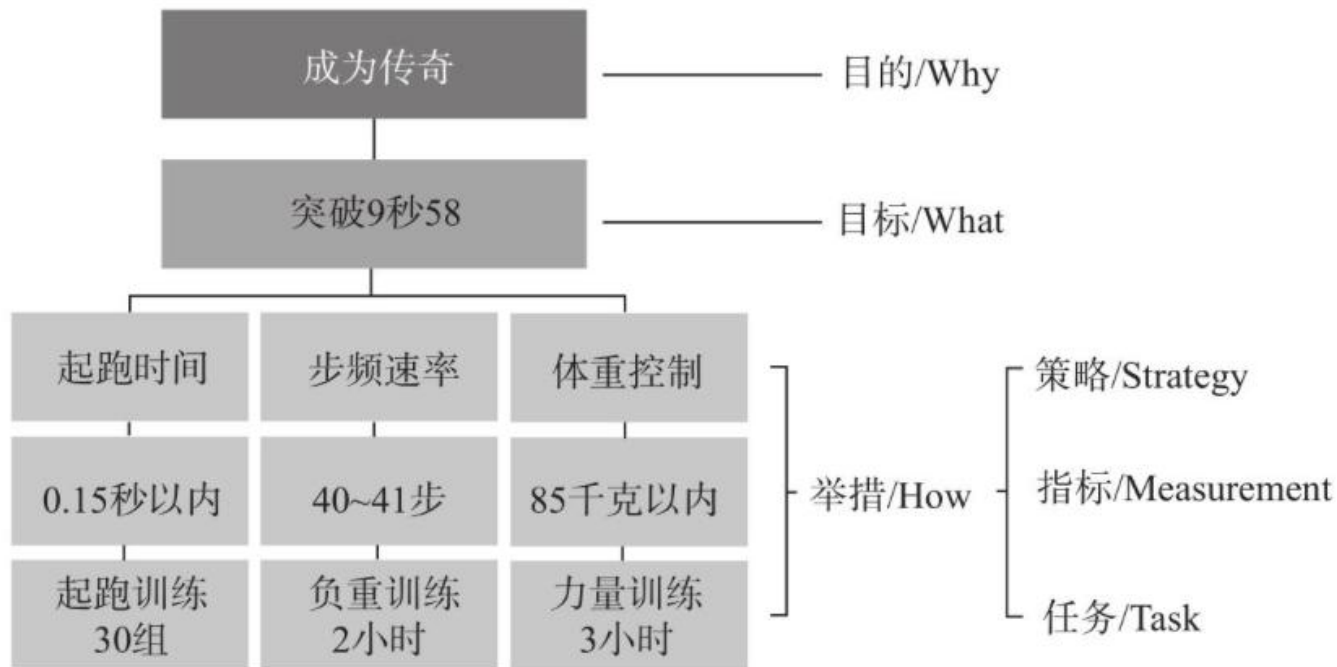 成为传奇
目的/Why
突破9秒58
目标/What
起跑时间
步频速率
体重控制
策略/Strategy
0.15秒以内
40~41步
85千克以内
举措/How
指标/Measurement
起跑训练
30组
负重训练
2小时
力量训练
3小时
任务/Task